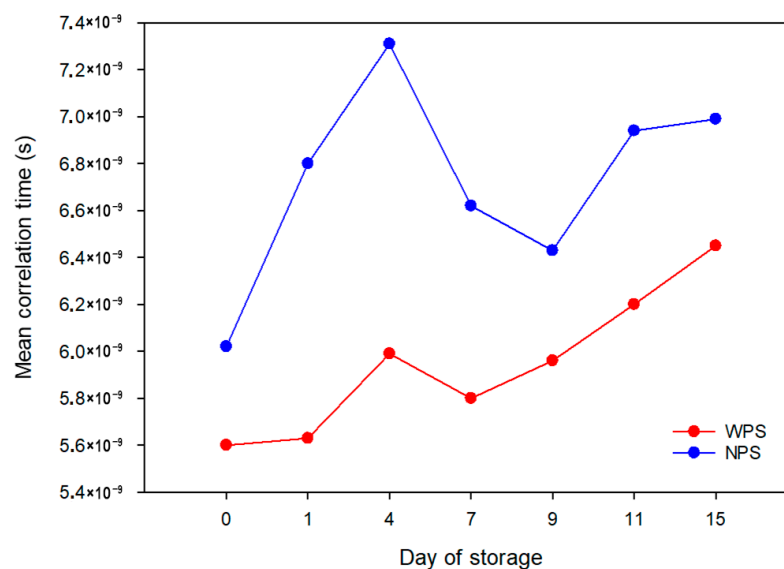 7.4×10⁻⁹
7.2×10⁻⁹
7.0×10⁻⁹
6.8×10⁻⁹
6.6×10⁻⁹
6.4×10⁻⁹
6.2×10⁻⁹
6.0×10⁻⁹
5.8×10⁻⁹
5.6×10⁻⁹
5.4×10⁻⁹
Mean correlation time (s)
WPS
NPS
0 1 4 7 9 11 15
Day of storage